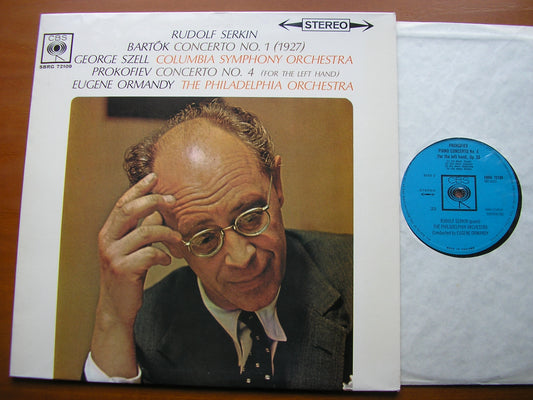 CBS
SBRG 72109
STEREO
RUDOLF SERKIN
BARTÓK CONCERTO NO. 1 (1927)
GEORGE SZELL COLUMBIA SYMPHONY ORCHESTRA
PROKOFIEV CONCERTO NO. 4 (FOR THE LEFT HAND)
EUGENE ORMANDY THE PHILADELPHIA ORCHESTRA
PROKOFIEV
PIANO CONCERTO No. 4
(for the left hand), Op. 53
CBS
STEREO
RUDOLF SERKIN (piano)
THE PHILADELPHIA ORCHESTRA
Conducted by EUGENE ORMANDY